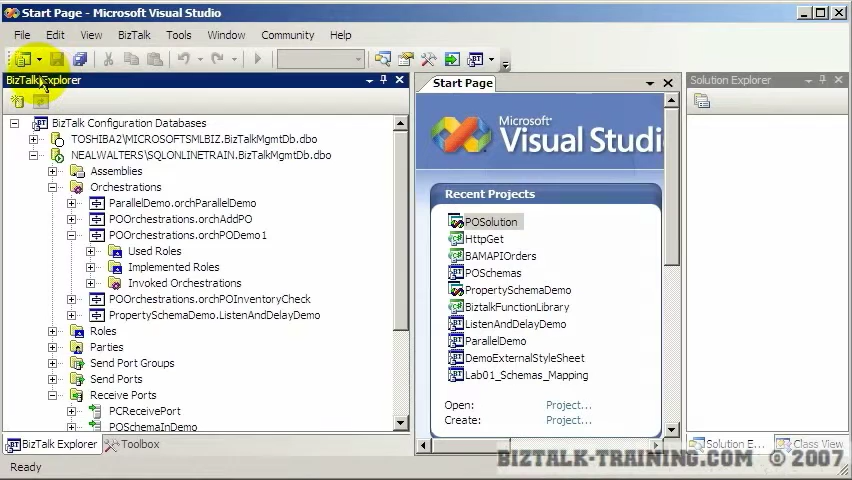 Start Page - Microsoft Visual Studio
File Edit View BizTalk Tools Window Community Help
BizTalk Explorer
BizTalk Configuration Databases
TOSHIBA2\MICROSOFTSMLBIZ.BizTalkMgmtDb.dbo
NEALWALTERS\SQLONLINETRAIN.BizTalkMgmtDb.dbo
Assemblies
Orchestrations
ParallelDemo.orchParallelDemo
POOrchestrations.orchAddPO
POOrchestrations.orchPODemo1
Used Roles
Implemented Roles
Invoked Orchestrations
POOrchestrations.orchPOInventoryCheck
PropertySchemaDemo.ListenAndDelayDemo
Roles
Parties
Send Port Groups
Send Ports
Receive Ports
PCReceivePort
POSchemaInDemo
BizTalk Explorer Toolbox
Start Page
Microsoft
Visual Studi
Recent Projects
POSolution
HttpGet
BAMAPIOrders
POSchemas
PropertySchemaDemo
BiztalkFunctionLibrary
ListenAndDelayDemo
ParallelDemo
DemoExternalStyleSheet
Lab01_Schemas_Mapping
Open: Project...
Create: Project...
Solution Explorer
Solution E... Class View
Ready
BIZTALK-TRAINING.COM © 2007